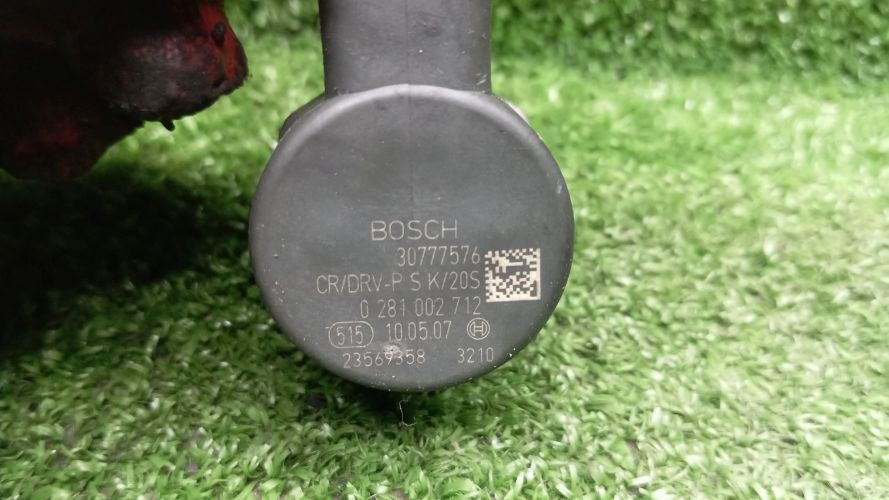 BOSCH
30777576
CR/DRV-P S K/20S
0 281 002 712
515 10.05.07
23569358 3210